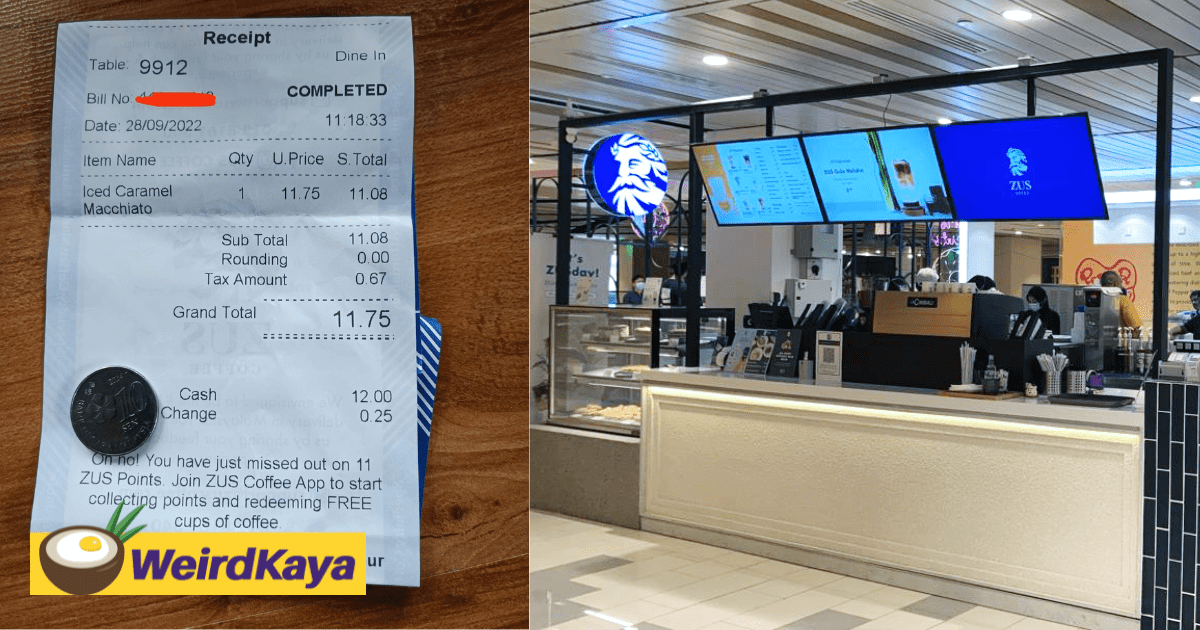 Receipt
Table: 9912 Dine In
Bill No: COMPLETED
Date: 28/09/2022 11:18:33
Item Name Qty U.Price S.Total
Iced Caramel 1 11.75 11.08
Macchiato
Sub Total 11.08
Rounding 0.00
Tax Amount 0.67
Grand Total 11.75
Cash 12.00
Change 0.25
Oh no! You have just missed out on 11
ZUS Points. Join ZUS Coffee App to start
collecting points and redeeming FREE
cups of coffee.
10
SEN
WeirdKaya
ZUS
COFFEE